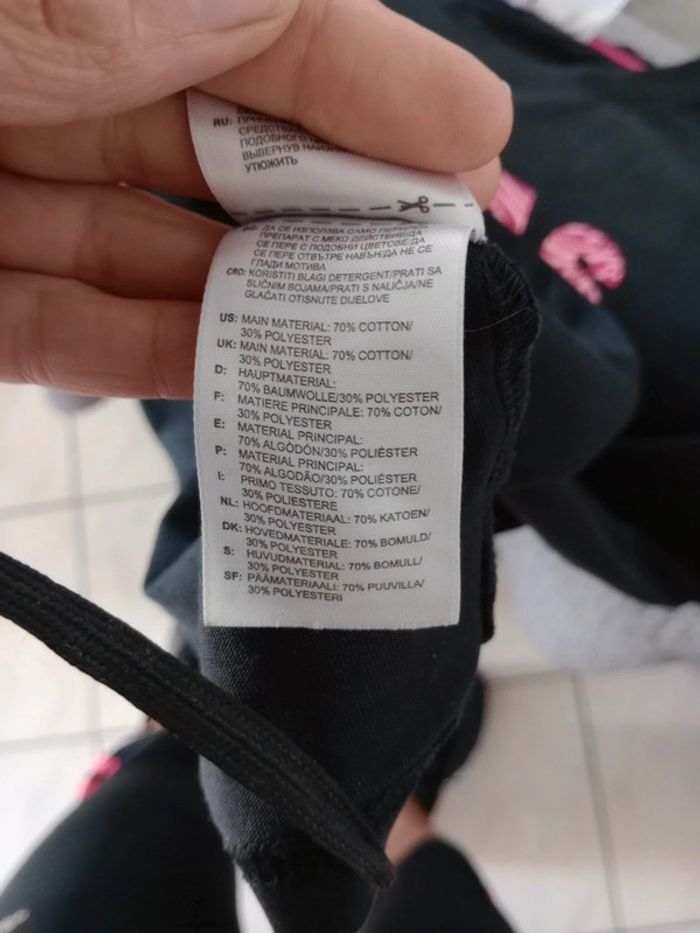 RU:
СРЕДСТВА
ПОДОБНОГО
ВЫВЕРНУВ
УТЮЖИТЬ
ДА СЕ ИЗПОЛЗВА САМО ПЕРИЛЕН
ПРЕПАРАТ С МЕКО ДЕЙСТВИЕ/ДА
СЕ ПЕРЕ С ПОДОБНИ ЦВЕТОВЕ/ДА
СЕ ПЕРЕ ОТВЪТРЕ НАВЪН/ДА НЕ СЕ
ГЛАДИ МОТИВА
CRO: KORISTITI BLAGI DETERGENT/PRATI SA
SLIČNIM BOJAMA/PRATI S NALIČJA/NE
GLAČATI OTISNUTE DIJELOVE
US: MAIN MATERIAL: 70% COTTON/
30% POLYESTER
UK: MAIN MATERIAL: 70% COTTON/
30% POLYESTER
D: HAUPTMATERIAL:
70% BAUMWOLLE/30% POLYESTER
F: MATIERE PRINCIPALE: 70% COTON/
30% POLYESTER
E: MATERIAL PRINCIPAL:
70% ALGÓDÓN/30% POLIÉSTER
P: MATERIAL PRINCIPAL:
70% ALGODÃO/30% POLIÉSTER
I: PRIMO TESSUTO: 70% COTONE/
30% POLIESTERE
NL: HOOFDMATERIAAL: 70% KATOEN/
30% POLYESTER
DK: HOVEDMATERIALE: 70% BOMULD/
30% POLYESTER
S: HUVUDMATERIAL: 70% BOMULL/
30% POLYESTER
SF: PÄÄMATERIAALI: 70% PUUVILLA/
30% POLYESTERI